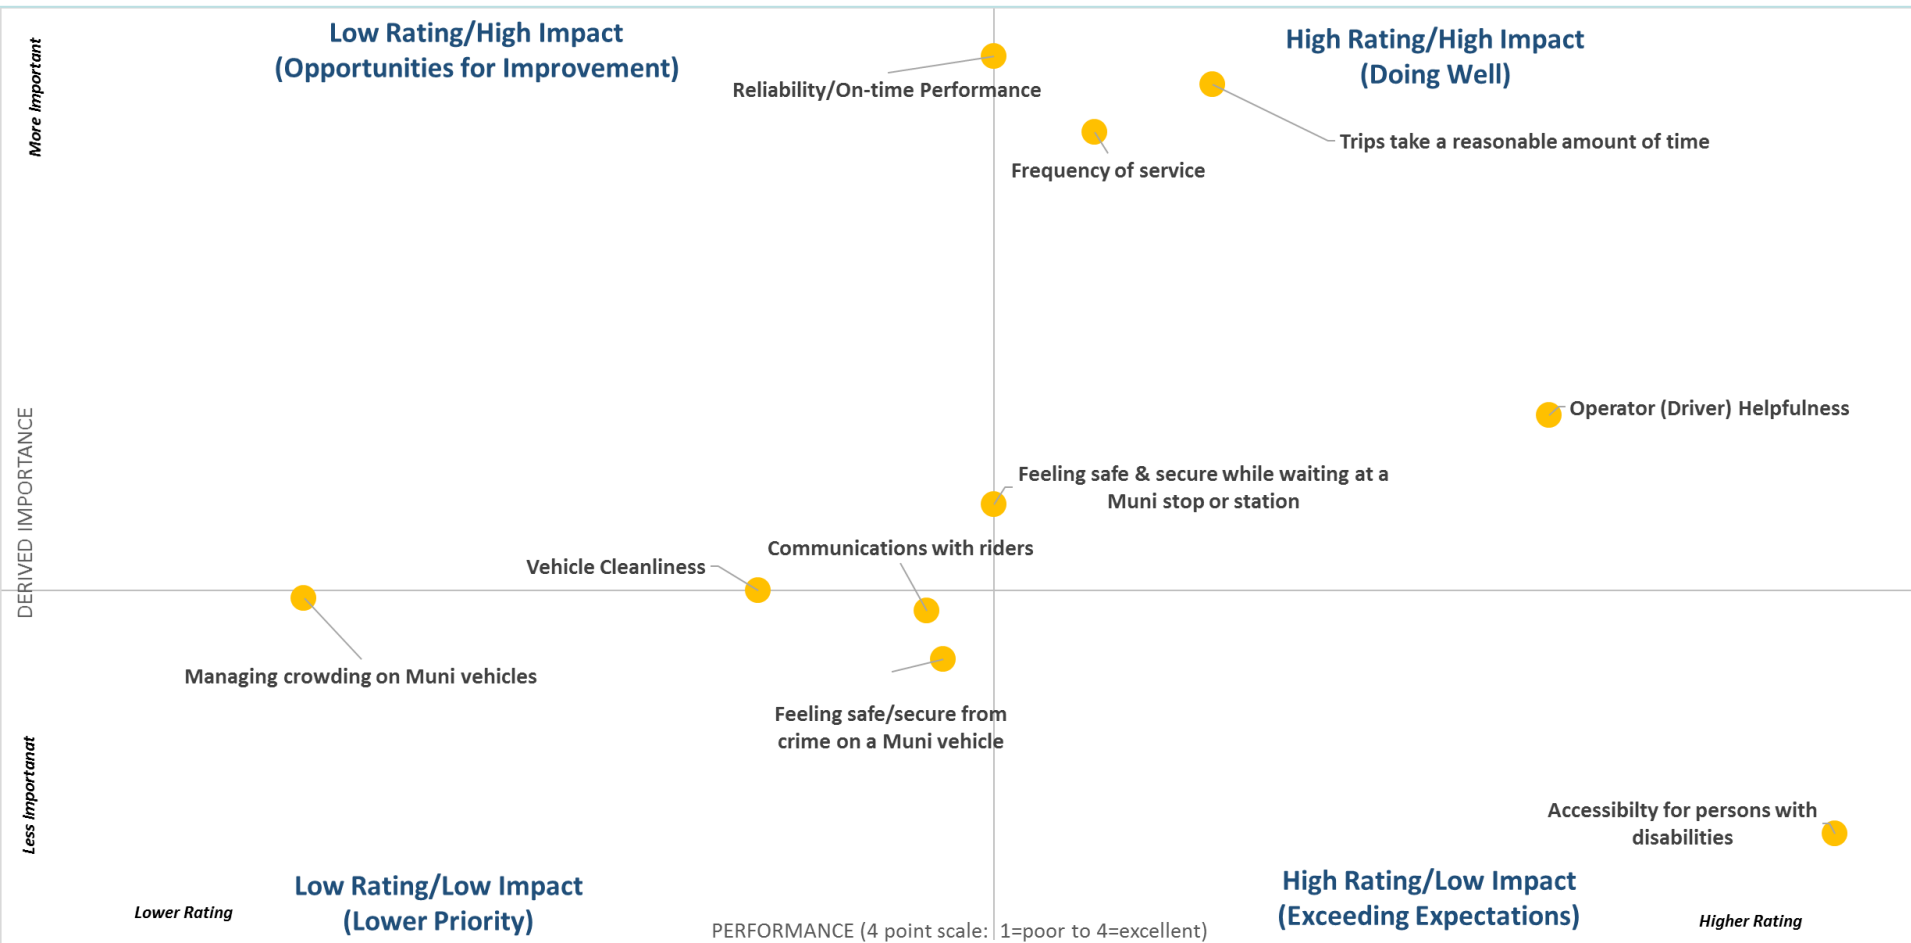 Low Rating/High Impact
(Opportunities for Improvement)
High Rating/High Impact
(Doing Well)
More Important
Reliability/On-time Performance
Trips take a reasonable amount of time
Frequency of service
Operator (Driver) Helpfulness
DERIVED IMPORTANCE
Feeling safe & secure while waiting at a
Muni stop or station
Communications with riders
Vehicle Cleanliness
Managing crowding on Muni vehicles
Feeling safe/secure from
crime on a Muni vehicle
Less Importanat
Accessibilty for persons with
disabilities
Low Rating/Low Impact
(Lower Priority)
High Rating/Low Impact
(Exceeding Expectations)
Lower Rating
PERFORMANCE (4 point scale: 1=poor to 4=excellent)
Higher Rating